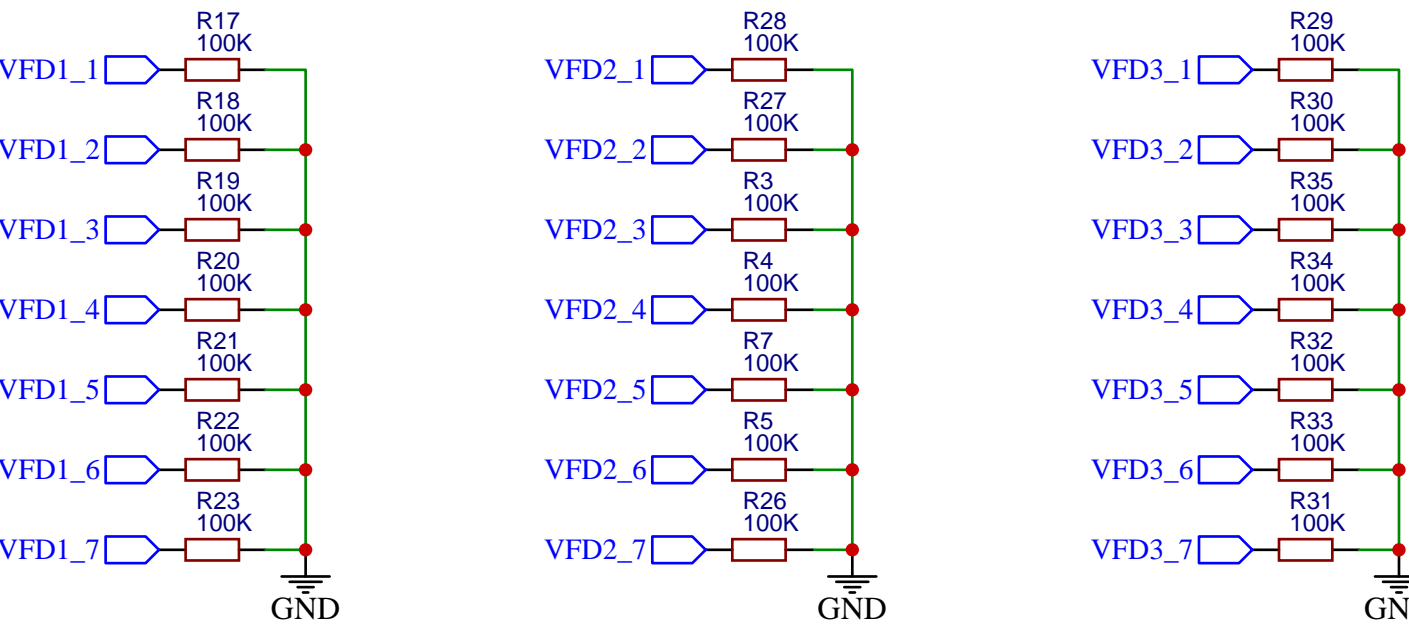 R17
100K
VFD1_1
R18
100K
VFD1_2
R19
100K
VFD1_3
R20
100K
VFD1_4
R21
100K
VFD1_5
R22
100K
VFD1_6
R23
100K
VFD1_7
GND
R28
100K
VFD2_1
R27
100K
VFD2_2
R3
100K
VFD2_3
R4
100K
VFD2_4
R7
100K
VFD2_5
R5
100K
VFD2_6
R26
100K
VFD2_7
GND
R29
100K
VFD3_1
R30
100K
VFD3_2
R35
100K
VFD3_3
R34
100K
VFD3_4
R32
100K
VFD3_5
R33
100K
VFD3_6
R31
100K
VFD3_7
GN